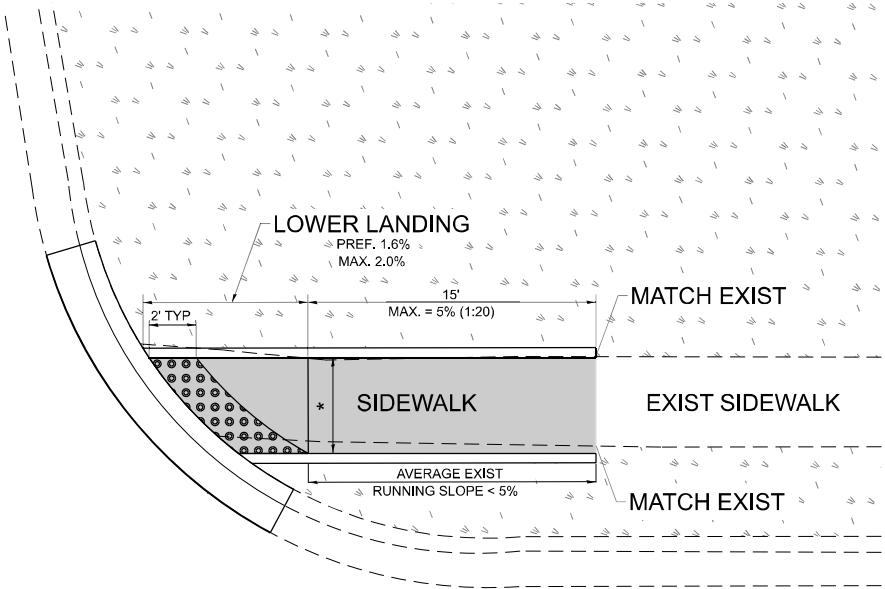 LOWER LANDING
PREF. 1.6%
MAX. 2.0%
15'
MAX. = 5% (1:20)
MATCH EXIST
2' TYP
*
SIDEWALK
EXIST SIDEWALK
AVERAGE EXIST
RUNNING SLOPE < 5%
MATCH EXIST